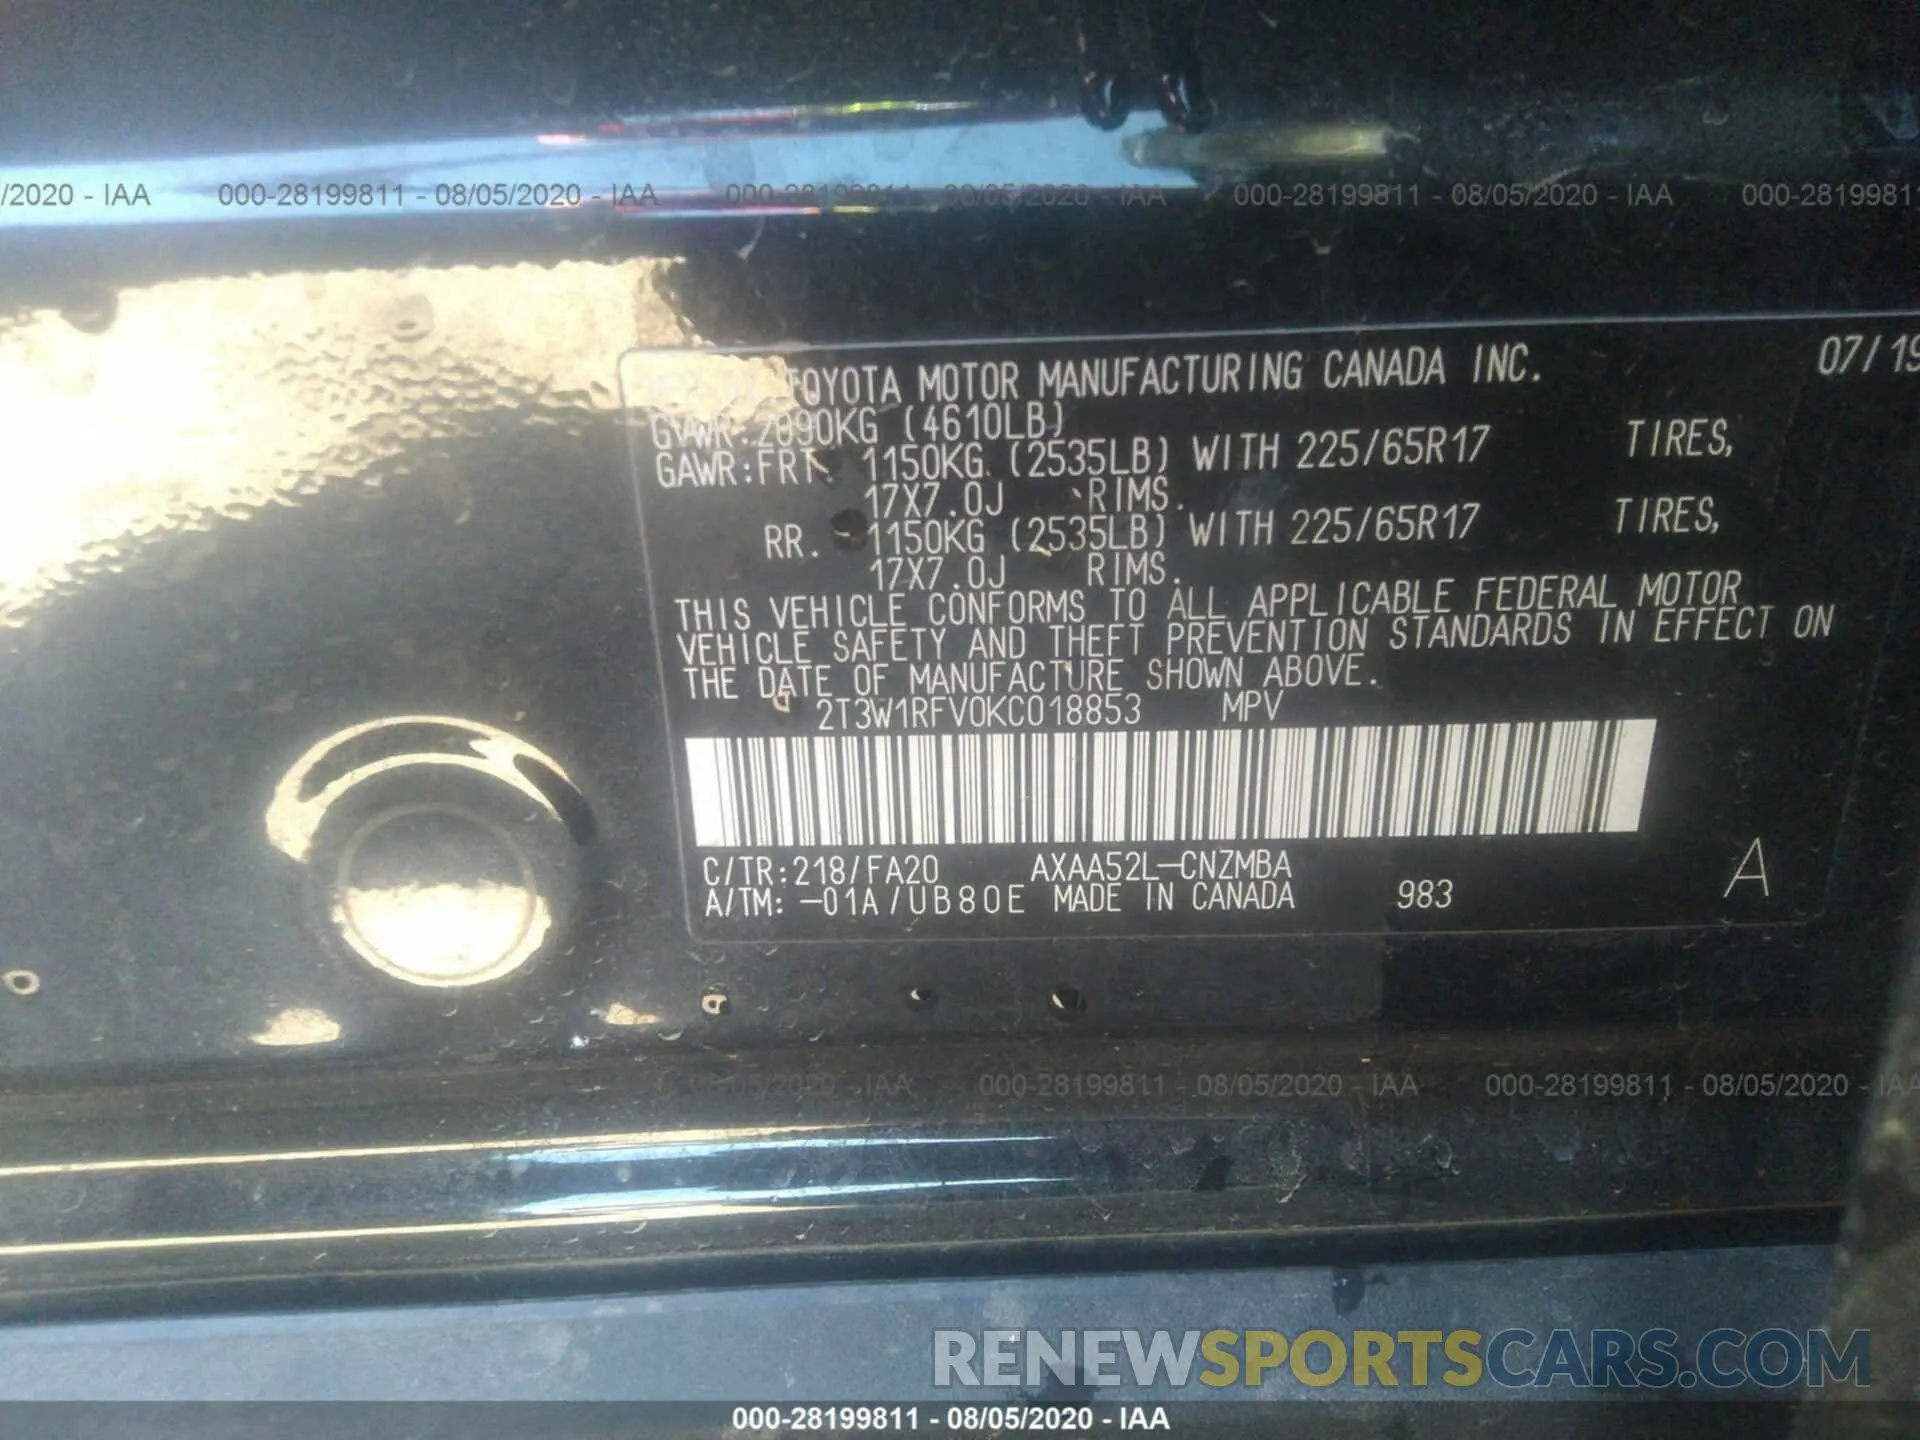 /2020 - IAA 000-28199811 - 08/05/2020 - IAA 000-28199811 - 08/05/2020 - IAA 000-28199811 - 08/05/2020 - IAA 000-28199811
TOYOTA MOTOR MANUFACTURING CANADA INC. 07/19
GVWR:2090KG (4610LB)
GAWR:FRT. 1150KG (2535LB) WITH 225/65R17 TIRES,
17X7.0J RIMS.
RR. 1150KG (2535LB) WITH 225/65R17 TIRES,
17X7.0J RIMS.
THIS VEHICLE CONFORMS TO ALL APPLICABLE FEDERAL MOTOR
VEHICLE SAFETY AND THEFT PREVENTION STANDARDS IN EFFECT ON
THE DATE OF MANUFACTURE SHOWN ABOVE.
2T3W1RFV0KC018853 MPV
C/TR:218/FA20 AXAA52L-CNZMBA
A/TM: -01A/UB80E MADE IN CANADA 983 A
08/05/2020 - IAA 000-28199811 - 08/05/2020 - IAA 000-28199811 - 08/05/2020 - IAA
RENEWSPORTSCARS.COM
000-28199811 - 08/05/2020 - IAA